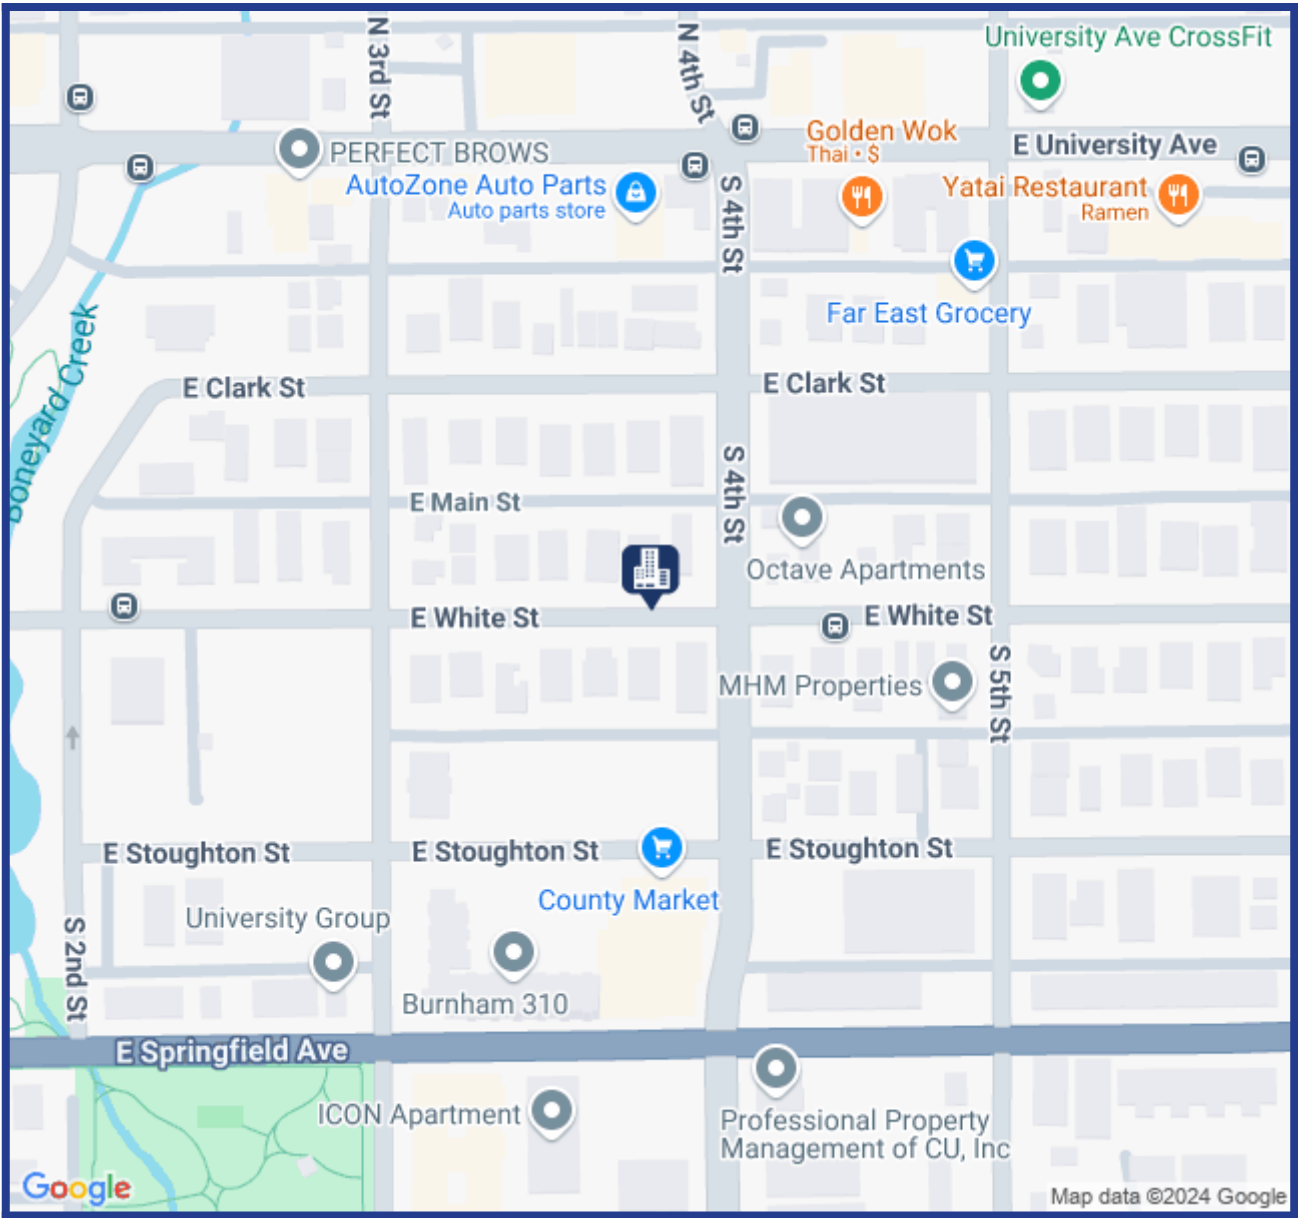 N 3rd St
N 4th St
University Ave CrossFit
Golden Wok
Thai • $
E University Ave
PERFECT BROWS
AutoZone Auto Parts
Auto parts store
Yatai Restaurant
Ramen
S 4th St
Far East Grocery
Boneyard Creek
E Clark St
E Clark St
E Main St
S 4th St
Octave Apartments
E White St
E White St
MHM Properties
S 5th St
E Stoughton St
E Stoughton St
E Stoughton St
County Market
University Group
S 2nd St
Burnham 310
E Springfield Ave
ICON Apartment
Professional Property
Management of CU, Inc
Google
Map data ©2024 Google